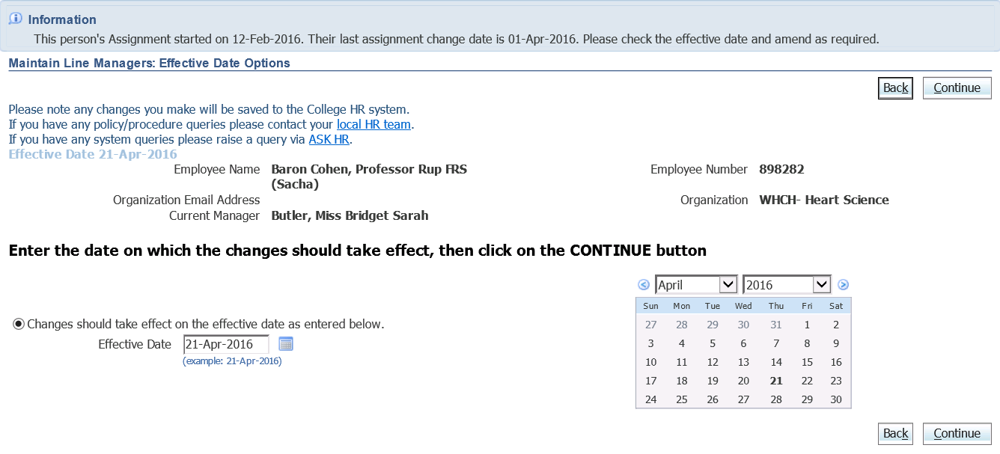 Information
This person's Assignment started on 12-Feb-2016. Their last assignment change date is 01-Apr-2016. Please check the effective date and amend as required.
Maintain Line Managers: Effective Date Options
Back Continue
Please note any changes you make will be saved to the College HR system.
If you have any policy/procedure queries please contact your local HR team.
If you have any system queries please raise a query via ASK HR.
Effective Date 21-Apr-2016
Employee Name Baron Cohen, Professor Rup FRS Employee Number 898282
(Sacha)
Organization Email Address Organization WHCH- Heart Science
Current Manager Butler, Miss Bridget Sarah
Enter the date on which the changes should take effect, then click on the CONTINUE button
Changes should take effect on the effective date as entered below.
Effective Date 21-Apr-2016
(example: 21-Apr-2016)
April 2016
Sun Mon Tue Wed Thu Fri Sat
27 28 29 30 31 1 2
3 4 5 6 7 8 9
10 11 12 13 14 15 16
17 18 19 20 21 22 23
24 25 26 27 28 29 30
Back Continue